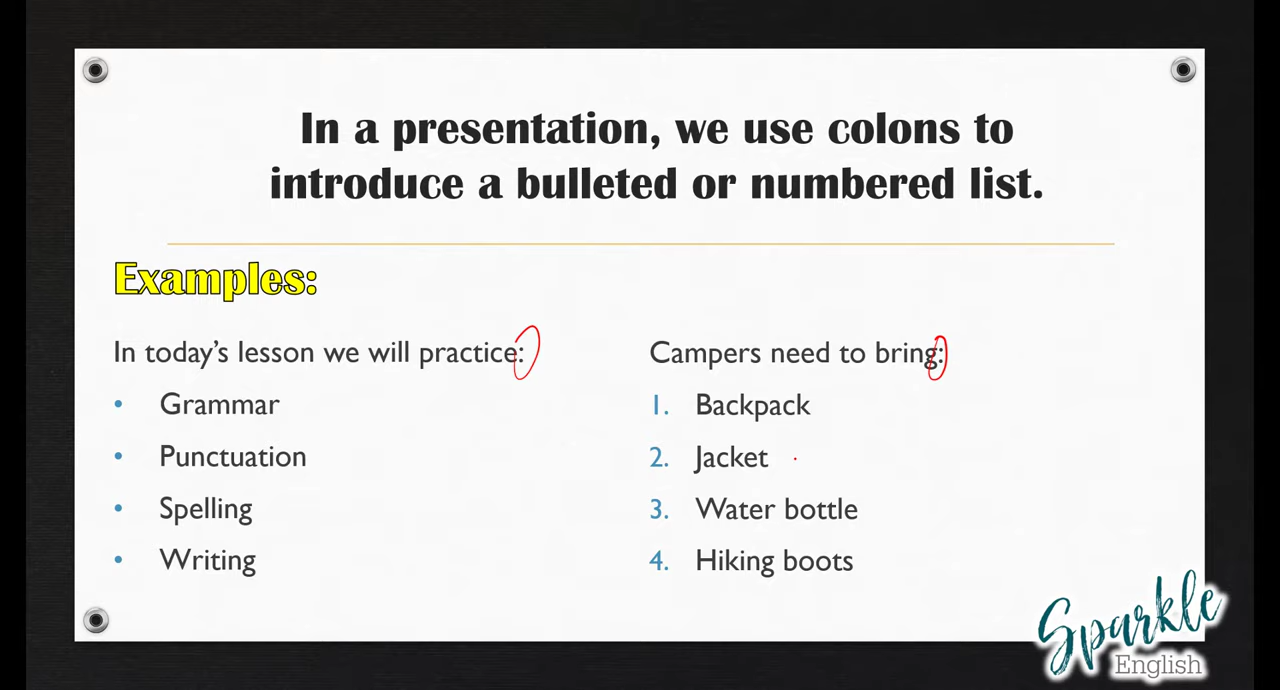 In a presentation, we use colons to
introduce a bulleted or numbered list.
Examples:
In today's lesson we will practice:
• Grammar
• Punctuation
• Spelling
• Writing
Campers need to bring:
1. Backpack
2. Jacket
3. Water bottle
4. Hiking boots
Sparkle
English